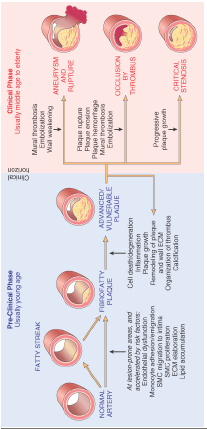 Pre-Clinical Phase
Usually young age
NORMAL
ARTERY
FATTY STREAK
FIBROFATTY
PLAQUE
ADVANCED/
VULNERABLE
PLAQUE
At lesion-prone areas, and
accelerated by risk factors:
Endothelial dysfunction
Monocyte adhesion/emigration
SMC migration to intima
SMC proliferation
ECM elaboration
Lipid accumulation
Cell death/degeneration
Inflammation
Plaque growth
Remodeling of plaque
and wall ECM
Organization of thrombus
Calcification
Clinical
horizon
Clinical Phase
Usually middle age to elderly
Mural thrombosis
Embolization
Wall weakening
ANEURYSM
AND
RUPTURE
Plaque rupture
Plaque erosion
Plaque hemorrhage
Mural thrombosis
Embolization
OCCLUSION
BY
THROMBUS
Progressive
plaque growth
CRITICAL
STENOSIS